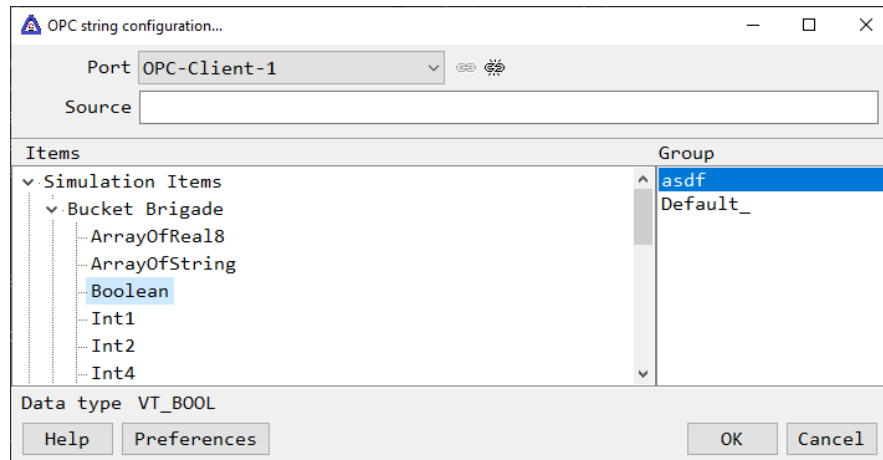 OPC string configuration...
Port OPC-Client-1
Source
Items Group
Simulation Items asdf
Bucket Brigade Default_
ArrayOfReal8
ArrayOfString
Boolean
Int1
Int2
Int4
Data type VT_BOOL
Help Preferences OK Cancel